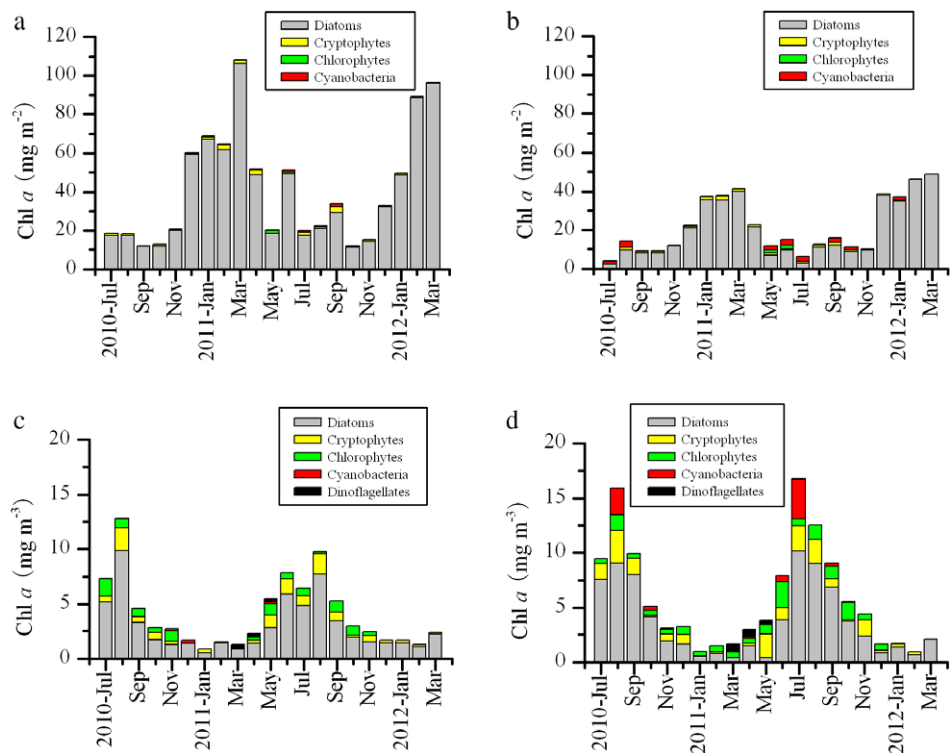 a
Diatoms
Cryptophytes
Chlorophytes
Cyanobacteria
120
100
80
60
40
20
0
Chl a (mg m-2)
2010-Jul
Sep
Nov
2011-Jan
Mar
May
Jul
Sep
Nov
2012-Jan
Mar
b
Diatoms
Cryptophytes
Chlorophytes
Cyanobacteria
120
100
80
60
40
20
0
Chl a (mg m-2)
2010-Jul
Sep
Nov
2011-Jan
Mar
May
Jul
Sep
Nov
2012-Jan
Mar
c
Diatoms
Cryptophytes
Chlorophytes
Cyanobacteria
Dinoflagellates
20
15
10
5
0
Chl a (mg m-3)
2010-Jul
Sep
Nov
2011-Jan
Mar
May
Jul
Sep
Nov
2012-Jan
Mar
d
Diatoms
Cryptophytes
Chlorophytes
Cyanobacteria
Dinoflagellates
20
15
10
5
0
Chl a (mg m-3)
2010-Jul
Sep
Nov
2011-Jan
Mar
May
Jul
Sep
Nov
2012-Jan
Mar